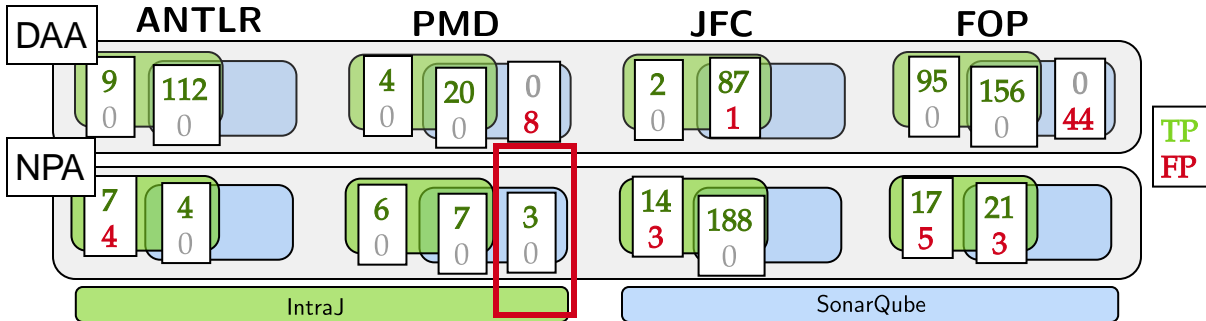 ANTLR PMD JFC FOP
DAA
9 112 4 20 0 2 87 95 156 0
0 0 0 0 8 0 1 0 0 44
TP
FP
NPA
7 4 6 7 3 14 188 17 21
4 0 0 0 0 3 0 5 3
IntraJ SonarQube